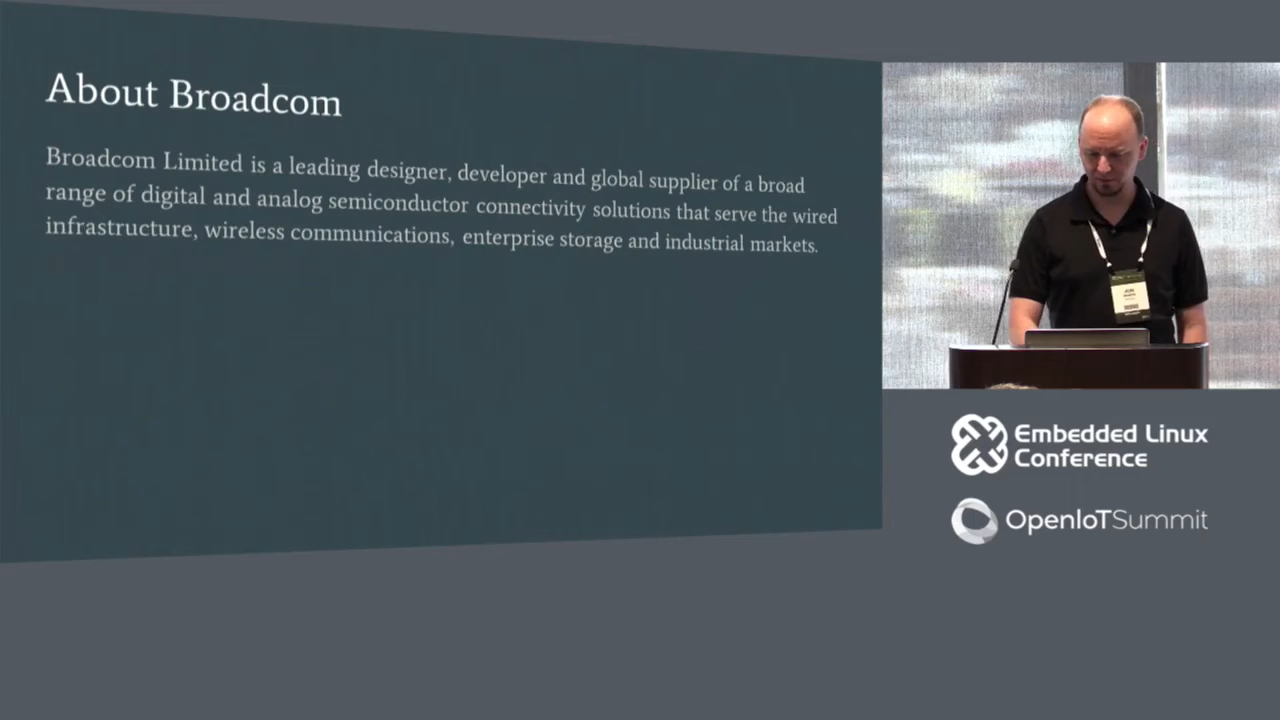 About Broadcom
Broadcom Limited is a leading designer, developer and global supplier of a broad
range of digital and analog semiconductor connectivity solutions that serve the wired
infrastructure, wireless communications, enterprise storage and industrial markets.
JON
Embedded Linux
Conference
OpenIoTSummit